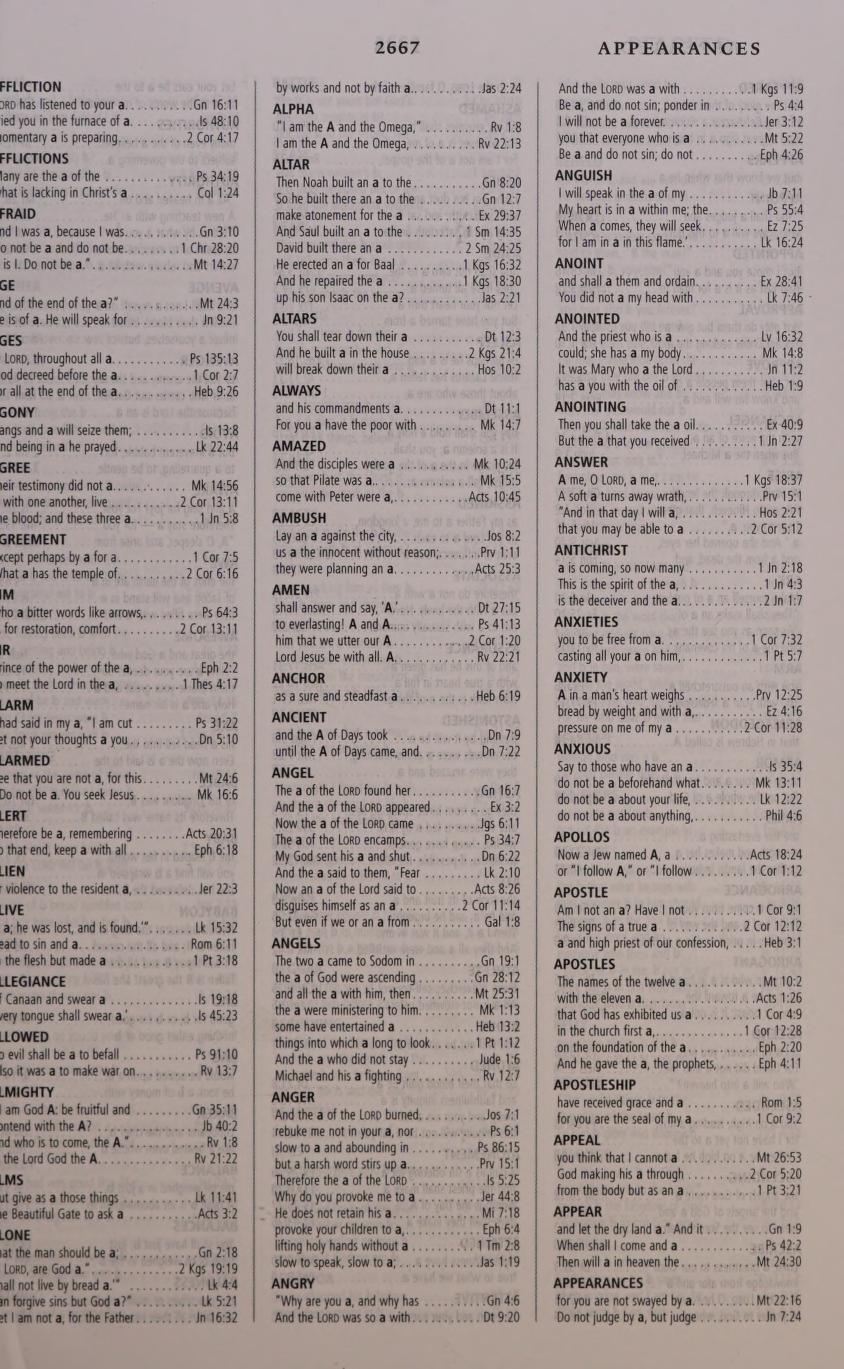 2667
APPEARANCES
FFLICTION
ORD has listened to your a. . . . . . . . . . . Gn 16:11
ied you in the furnace of a. . . . . . . . . . Is 48:10
omentary a is preparing. . . . . . . . . . . 2 Cor 4:17
FFLICTIONS
lany are the a of the . . . . . . . . . . . . . Ps 34:19
hat is lacking in Christ's a . . . . . . . . . . Col 1:24
FRAID
nd I was a, because I was. . . . . . . . . . . Gn 3:10
o not be a and do not be. . . . . . . . . 1 Chr 28:20
is I. Do not be a." . . . . . . . . . . . . . . . Mt 14:27
GE
nd of the end of the a?" . . . . . . . . . . . Mt 24:3
e is of a. He will speak for . . . . . . . . . . Jn 9:21
GES
LORD, throughout all a. . . . . . . . . . . . Ps 135:13
od decreed before the a. . . . . . . . . . . . 1 Cor 2:7
r all at the end of the a. . . . . . . . . . . . Heb 9:26
GONY
angs and a will seize them; . . . . . . . . . . Is 13:8
nd being in a he prayed. . . . . . . . . . . . Lk 22:44
GREE
eir testimony did not a. . . . . . . . . . . . Mk 14:56
with one another, live . . . . . . . . . . . 2 Cor 13:11
e blood; and these three a. . . . . . . . . . . 1 Jn 5:8
GREEMENT
xcept perhaps by a for a. . . . . . . . . . . . 1 Cor 7:5
hat a has the temple of. . . . . . . . . . . 2 Cor 6:16
IM
ho a bitter words like arrows,. . . . . . . . . Ps 64:3
for restoration, comfort. . . . . . . . . . 2 Cor 13:11
IR
rince of the power of the a, . . . . . . . . . . Eph 2:2
meet the Lord in the a, . . . . . . . . . 1 Thes 4:17
LARM
had said in my a, "I am cut . . . . . . . . . Ps 31:22
et not your thoughts a you. . . . . . . . . . . Dn 5:10
LARMED
ee that you are not a, for this. . . . . . . . . Mt 24:6
Do not be a. You seek Jesus. . . . . . . . . . Mk 16:6
LERT
herefore be a, remembering . . . . . . . . Acts 20:31
that end, keep a with all . . . . . . . . . . Eph 6:18
LIEN
violence to the resident a, . . . . . . . . . . Jer 22:3
LIVE
a; he was lost, and is found.'". . . . . . . Lk 15:32
ead to sin and a. . . . . . . . . . . . . . . . Rom 6:11
the flesh but made a . . . . . . . . . . . . . 1 Pt 3:18
LLEGIANCE
Canaan and swear a . . . . . . . . . . . . . . Is 19:18
very tongue shall swear a.'. . . . . . . . . . . Is 45:23
LLOWED
evil shall be a to befall . . . . . . . . . . . Ps 91:10
lso it was a to make war on. . . . . . . . . . Rv 13:7
LMIGHTY
I am God A: be fruitful and . . . . . . . . . Gn 35:11
ontend with the A? . . . . . . . . . . . . . . . Jb 40:2
nd who is to come, the A.". . . . . . . . . . . Rv 1:8
the Lord God the A. . . . . . . . . . . . . . . Rv 21:22
LMS
ut give as a those things . . . . . . . . . . . Lk 11:41
e Beautiful Gate to ask a . . . . . . . . . . . Acts 3:2
LONE
at the man should be a; . . . . . . . . . . . . Gn 2:18
LORD, are God a.". . . . . . . . . . . . . . 2 Kgs 19:19
hall not live by bread a.'" . . . . . . . . . . . Lk 4:4
an forgive sins but God a?" . . . . . . . . . . Lk 5:21
et I am not a, for the Father. . . . . . . . . Jn 16:32
by works and not by faith a.. . . . . . . . . . . Jas 2:24
ALPHA
"I am the A and the Omega," . . . . . . . . . . Rv 1:8
I am the A and the Omega, . . . . . . . . . . Rv 22:13
ALTAR
Then Noah built an a to the. . . . . . . . . . . Gn 8:20
So he built there an a to the . . . . . . . . . . Gn 12:7
make atonement for the a . . . . . . . . . . . Ex 29:37
And Saul built an a to the . . . . . . . . . 1 Sm 14:35
David built there an a . . . . . . . . . . . . 2 Sm 24:25
He erected an a for Baal . . . . . . . . . . 1 Kgs 16:32
And he repaired the a . . . . . . . . . . . . 1 Kgs 18:30
up his son Isaac on the a? . . . . . . . . . . . Jas 2:21
ALTARS
You shall tear down their a . . . . . . . . . . . Dt 12:3
And he built a in the house . . . . . . . . . 2 Kgs 21:4
will break down their a . . . . . . . . . . . . . Hos 10:2
ALWAYS
and his commandments a. . . . . . . . . . . . Dt 11:1
For you a have the poor with . . . . . . . . . Mk 14:7
AMAZED
And the disciples were a . . . . . . . . . . . Mk 10:24
so that Pilate was a.. . . . . . . . . . . . . . . Mk 15:5
come with Peter were a,. . . . . . . . . . . . Acts 10:45
AMBUSH
Lay an a against the city, . . . . . . . . . . . . . Jos 8:2
us a the innocent without reason;. . . . . . . Prv 1:11
they were planning an a. . . . . . . . . . . . . Acts 25:3
AMEN
shall answer and say, 'A.' . . . . . . . . . . . . Dt 27:15
to everlasting! A and A.. . . . . . . . . . . . . Ps 41:13
him that we utter our A. . . . . . . . . . . . 2 Cor 1:20
Lord Jesus be with all. A. . . . . . . . . . . . Rv 22:21
ANCHOR
as a sure and steadfast a . . . . . . . . . . . . Heb 6:19
ANCIENT
and the A of Days took . . . . . . . . . . . . . . Dn 7:9
until the A of Days came, and. . . . . . . . . . Dn 7:22
ANGEL
The a of the LORD found her. . . . . . . . . . . Gn 16:7
And the a of the LORD appeared. . . . . . . . . Ex 3:2
Now the a of the LORD came . . . . . . . . . . Jgs 6:11
The a of the LORD encamps. . . . . . . . . . . . Ps 34:7
My God sent his a and shut. . . . . . . . . . . Dn 6:22
And the a said to them, "Fear . . . . . . . . . . Lk 2:10
Now an a of the Lord said to . . . . . . . . . Acts 8:26
disguises himself as an a . . . . . . . . . . 2 Cor 11:14
But even if we or an a from . . . . . . . . . . . Gal 1:8
ANGELS
The two a came to Sodom in . . . . . . . . . . Gn 19:1
the a of God were ascending . . . . . . . . . Gn 28:12
and all the a with him, then. . . . . . . . . . Mt 25:31
the a were ministering to him. . . . . . . . . . Mk 1:13
some have entertained a . . . . . . . . . . . . Heb 13:2
things into which a long to look. . . . . . . . 1 Pt 1:12
And the a who did not stay . . . . . . . . . . . Jude 1:6
Michael and his a fighting . . . . . . . . . . . . Rv 12:7
ANGER
And the a of the LORD burned, . . . . . . . . . . Jos 7:1
rebuke me not in your a, nor . . . . . . . . . . . Ps 6:1
slow to a and abounding in . . . . . . . . . . Ps 86:15
but a harsh word stirs up a. . . . . . . . . . . . Prv 15:1
Therefore the a of the LORD . . . . . . . . . . . Is 5:25
Why do you provoke me to a . . . . . . . . . . Jer 44:8
He does not retain his a. . . . . . . . . . . . . Mi 7:18
provoke your children to a, . . . . . . . . . . . Eph 6:4
lifting holy hands without a . . . . . . . . . 1 Tm 2:8
slow to speak, slow to a; . . . . . . . . . . . . Jas 1:19
ANGRY
"Why are you a, and why has . . . . . . . . . . Gn 4:6
And the LORD was so a with. . . . . . . . . . . Dt 9:20
And the LORD was a with . . . . . . . . . . . 1 Kgs 11:9
Be a, and do not sin; ponder in . . . . . . . . . Ps 4:4
I will not be a forever. . . . . . . . . . . . . . . Jer 3:12
you that everyone who is a . . . . . . . . . . . Mt 5:22
Be a and do not sin; do not . . . . . . . . . . Eph 4:26
ANGUISH
I will speak in the a of my . . . . . . . . . . . . Jb 7:11
My heart is in a within me; the. . . . . . . . . Ps 55:4
When a comes, they will seek. . . . . . . . . . Ez 7:25
for I am in a in this flame.'. . . . . . . . . . . . Lk 16:24
ANOINT
and shall a them and ordain. . . . . . . . . . Ex 28:41
You did not a my head with . . . . . . . . . . . Lk 7:46
ANOINTED
And the priest who is a . . . . . . . . . . . . . Lv 16:32
could; she has a my body. . . . . . . . . . . . Mk 14:8
It was Mary who a the Lord . . . . . . . . . . . Jn 11:2
has a you with the oil of . . . . . . . . . . . . . Heb 1:9
ANOINTING
Then you shall take the a oil. . . . . . . . . . . Ex 40:9
But the a that you received . . . . . . . . . . 1 Jn 2:27
ANSWER
A me, O LORD, a me,. . . . . . . . . . . . . 1 Kgs 18:37
A soft a turns away wrath, . . . . . . . . . . . . Prv 15:1
"And in that day I will a, . . . . . . . . . . . . Hos 2:21
that you may be able to a . . . . . . . . . . 2 Cor 5:12
ANTICHRIST
a is coming, so now many . . . . . . . . . . . 1 Jn 2:18
This is the spirit of the a, . . . . . . . . . . . . . 1 Jn 4:3
is the deceiver and the a. . . . . . . . . . . . . 2 Jn 1:7
ANXIETIES
you to be free from a. . . . . . . . . . . . . . 1 Cor 7:32
casting all your a on him,. . . . . . . . . . . . . 1 Pt 5:7
ANXIETY
A in a man's heart weighs . . . . . . . . . . . Prv 12:25
bread by weight and with a,. . . . . . . . . . . Ez 4:16
pressure on me of my a . . . . . . . . . . . 2 Cor 11:28
ANXIOUS
Say to those who have an a . . . . . . . . . . . Is 35:4
do not be a beforehand what. . . . . . . . Mk 13:11
do not be a about your life, . . . . . . . . . . Lk 12:22
do not be a about anything,. . . . . . . . . . . Phil 4:6
APOLLOS
Now a Jew named A, a . . . . . . . . . . . . Acts 18:24
or "I follow A," or "I follow . . . . . . . . . 1 Cor 1:12
APOSTLE
Am I not an a? Have I not . . . . . . . . . . . 1 Cor 9:1
The signs of a true a . . . . . . . . . . . . . 2 Cor 12:12
a and high priest of our confession, . . . . . Heb 3:1
APOSTLES
The names of the twelve a . . . . . . . . . . . . Mt 10:2
with the eleven a. . . . . . . . . . . . . . . . . Acts 1:26
that God has exhibited us a . . . . . . . . . . . 1 Cor 4:9
in the church first a,. . . . . . . . . . . . . . 1 Cor 12:28
on the foundation of the a. . . . . . . . . . . . Eph 2:20
And he gave the a, the prophets, . . . . . . Eph 4:11
APOSTLESHIP
have received grace and a . . . . . . . . . . . Rom 1:5
for you are the seal of my a . . . . . . . . . . 1 Cor 9:2
APPEAL
you think that I cannot a . . . . . . . . . . . Mt 26:53
God making his a through . . . . . . . . . . 2 Cor 5:20
from the body but as an a . . . . . . . . . . . 1 Pt 3:21
APPEAR
and let the dry land a." And it . . . . . . . . . . Gn 1:9
When shall I come and a . . . . . . . . . . . . . Ps 42:2
Then will a in heaven the. . . . . . . . . . . . Mt 24:30
APPEARANCES
for you are not swayed by a. . . . . . . . . . Mt 22:16
Do not judge by a, but judge . . . . . . . . . . Jn 7:24